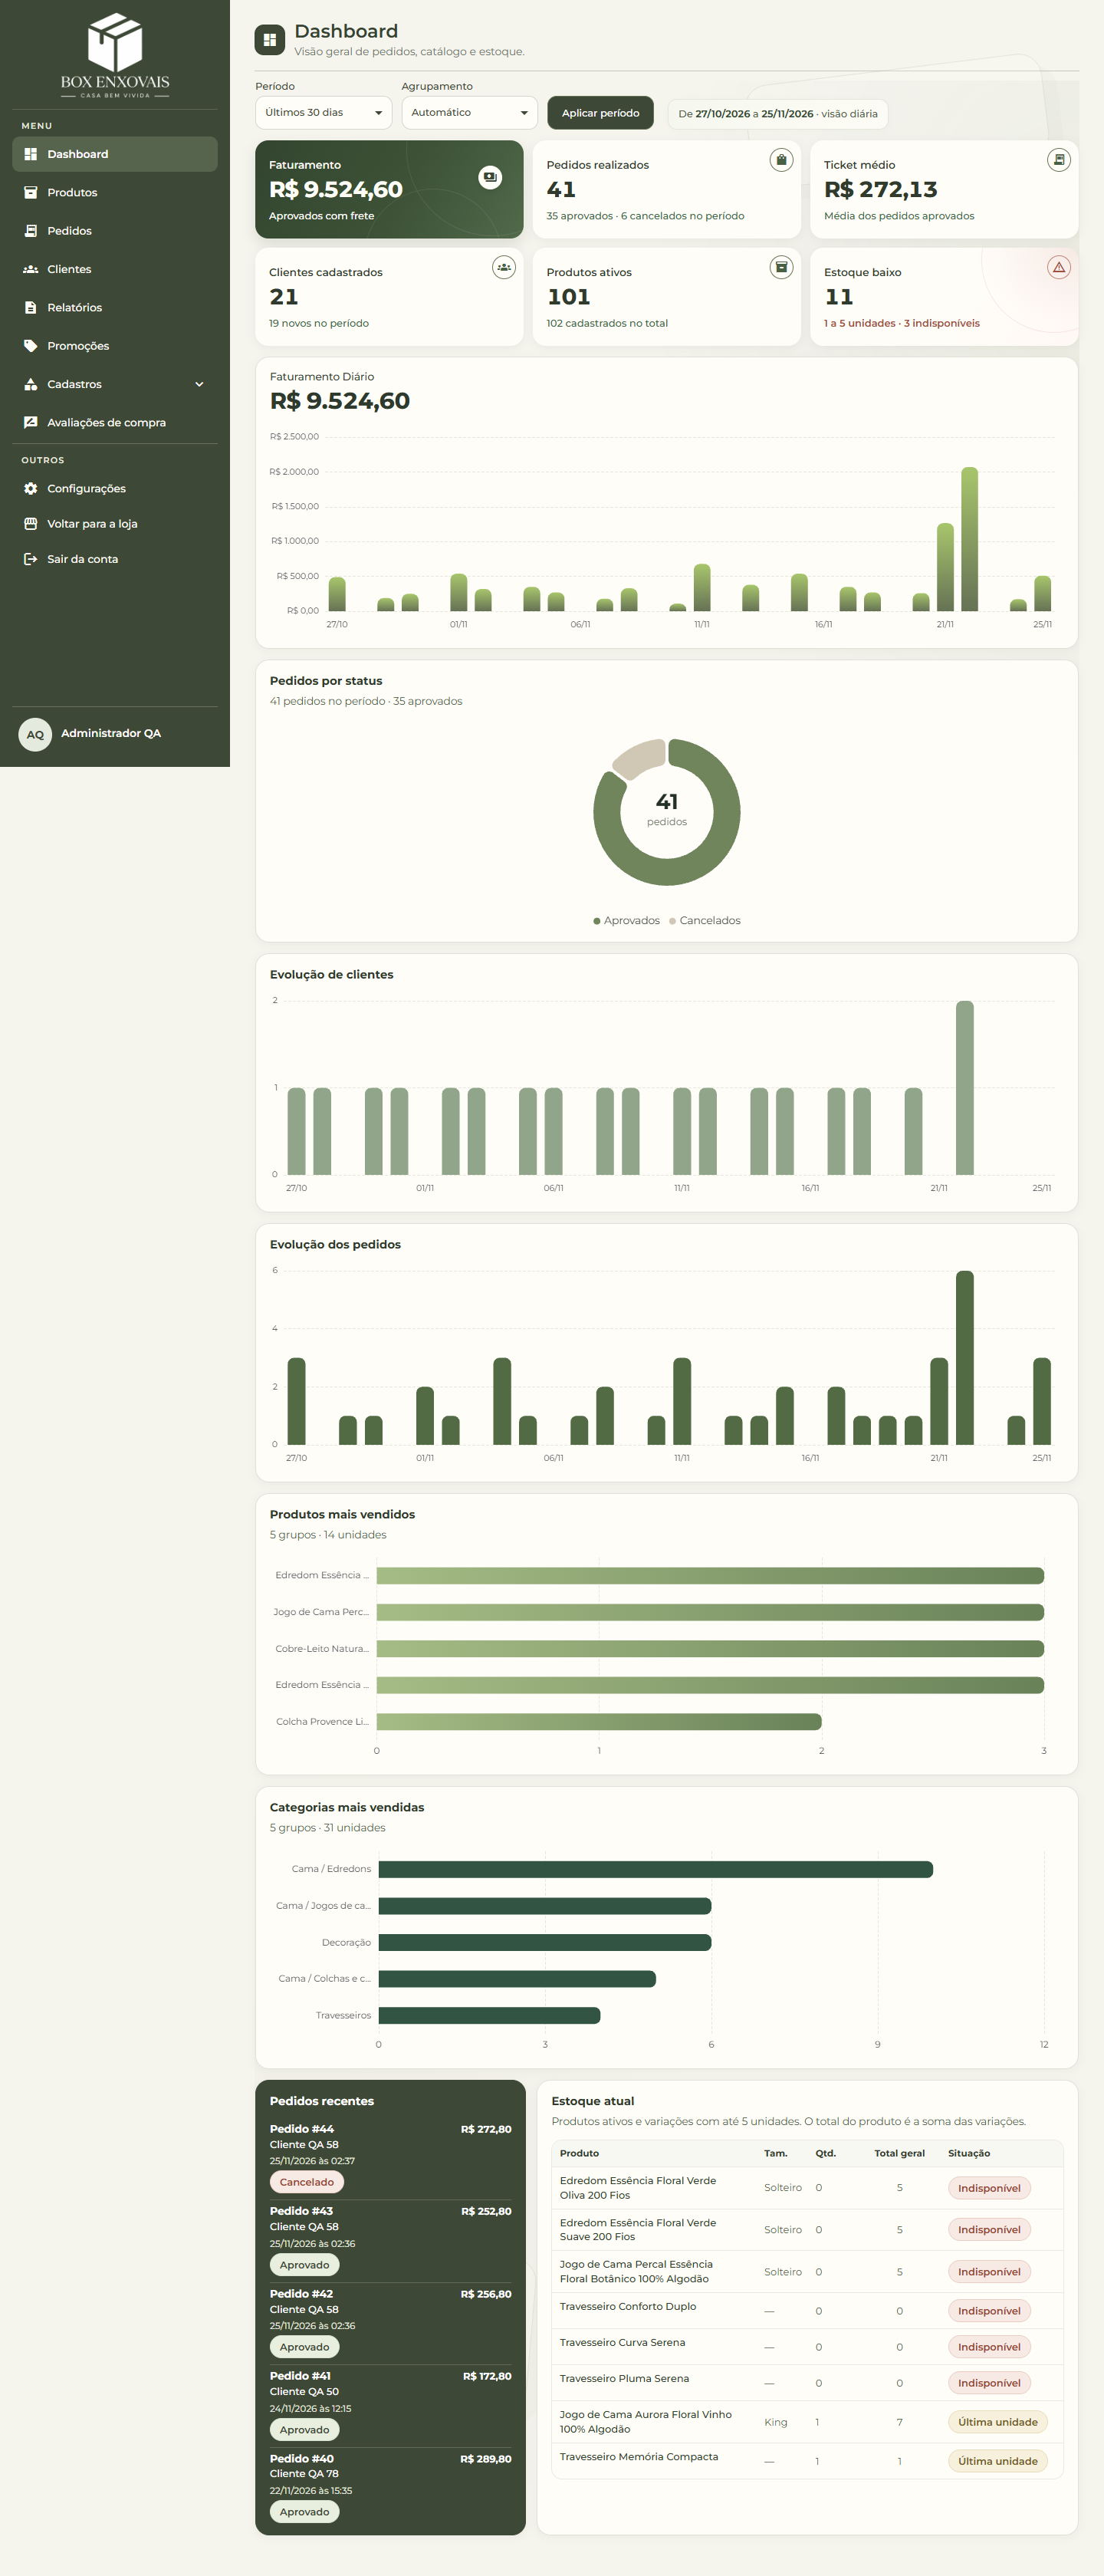 BOX ENXOVAIS
CASA BEM VIVIDA
MENU
Dashboard
Produtos
Pedidos
Clientes
Relatórios
Promoções
Cadastros
Avaliações de compra
OUTROS
Configurações
Voltar para a loja
Sair da conta
AQ Administrador QA
Dashboard
Visão geral de pedidos, catálogo e estoque.
Período Agrupamento
Últimos 30 dias Automático Aplicar período De 27/10/2026 a 25/11/2026 · visão diária
Faturamento
R$ 9.524,60
Aprovados com frete
Pedidos realizados
41
35 aprovados · 6 cancelados no período
Ticket médio
R$ 272,13
Média dos pedidos aprovados
Clientes cadastrados
21
19 novos no período
Produtos ativos
101
102 cadastrados no total
Estoque baixo
11
1 a 5 unidades · 3 indisponíveis
Faturamento Diário
R$ 9.524,60
R$ 2.500,00
R$ 2.000,00
R$ 1.500,00
R$ 1.000,00
R$ 500,00
R$ 0,00
27/10 01/11 06/11 11/11 16/11 21/11 25/11
Pedidos por status
41 pedidos no período · 35 aprovados
41
pedidos
Aprovados Cancelados
Evolução de clientes
2
1
0
27/10 01/11 06/11 11/11 16/11 21/11 25/11
Evolução dos pedidos
6
4
2
0
27/10 01/11 06/11 11/11 16/11 21/11 25/11
Produtos mais vendidos
5 grupos · 14 unidades
Edredom Essência ...
Jogo de Cama Perc...
Cobre-Leito Natura...
Edredom Essência ...
Colcha Provence Li...
0 1 2 3
Categorias mais vendidas
5 grupos · 31 unidades
Cama / Edredons
Cama / Jogos de ca...
Decoração
Cama / Colchas e c...
Travesseiros
0 3 6 9 12
Pedidos recentes
Pedido #44 R$ 272,80
Cliente QA 58
25/11/2026 às 02:37
Cancelado
Pedido #43 R$ 252,80
Cliente QA 58
25/11/2026 às 02:36
Aprovado
Pedido #42 R$ 256,80
Cliente QA 58
25/11/2026 às 02:36
Aprovado
Pedido #41 R$ 172,80
Cliente QA 50
24/11/2026 às 12:15
Aprovado
Pedido #40 R$ 289,80
Cliente QA 78
22/11/2026 às 15:35
Aprovado
Estoque atual
Produtos ativos e variações com até 5 unidades. O total do produto é a soma das variações.
Produto Tam. Qtd. Total geral Situação
Edredom Essência Floral Verde
Oliva 200 Fios Solteiro 0 5 Indisponível
Edredom Essência Floral Verde
Suave 200 Fios Solteiro 0 5 Indisponível
Jogo de Cama Percal Essência
Floral Botânico 100% Algodão Solteiro 0 5 Indisponível
Travesseiro Conforto Duplo — 0 0 Indisponível
Travesseiro Curva Serena — 0 0 Indisponível
Travesseiro Pluma Serena — 0 0 Indisponível
Jogo de Cama Aurora Floral Vinho
100% Algodão King 1 7 Última unidade
Travesseiro Memória Compacta — 1 1 Última unidade